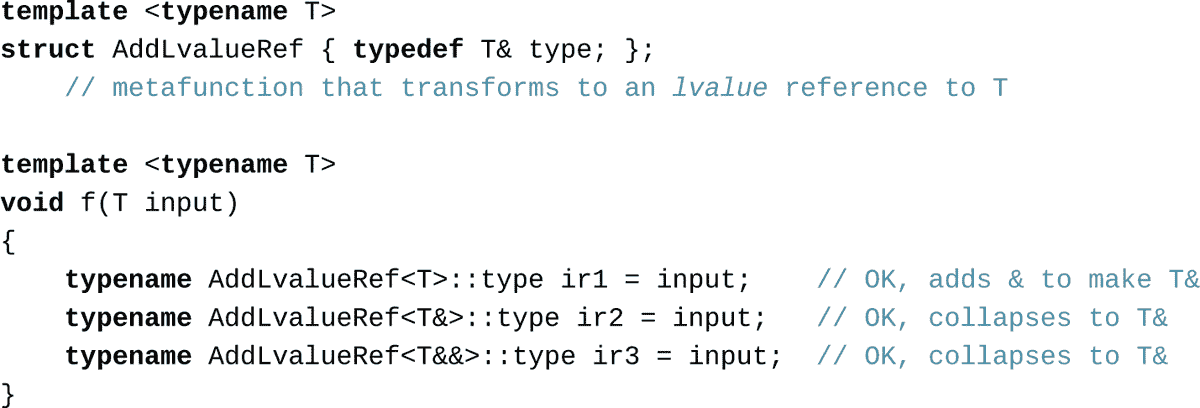 template <typename T>
struct AddLvalueRef { typedef T& type; };
    // metafunction that transforms to an lvalue reference to T

template <typename T>
void f(T input)
{
    typename AddLvalueRef<T>::type ir1 = input;    // OK, adds & to make T&
    typename AddLvalueRef<T&>::type ir2 = input;   // OK, collapses to T&
    typename AddLvalueRef<T&&>::type ir3 = input;  // OK, collapses to T&
}